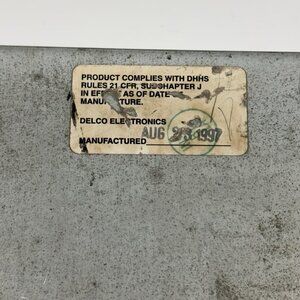 PRODUCT COMPLIES WITH DHHS
RULES 21 CFR, SUBCHAPTER J
IN EFFECT AS OF DATE
MANUFACTURE.
DELCO ELECTRONICS
AUG 1997
MANUFACTURED